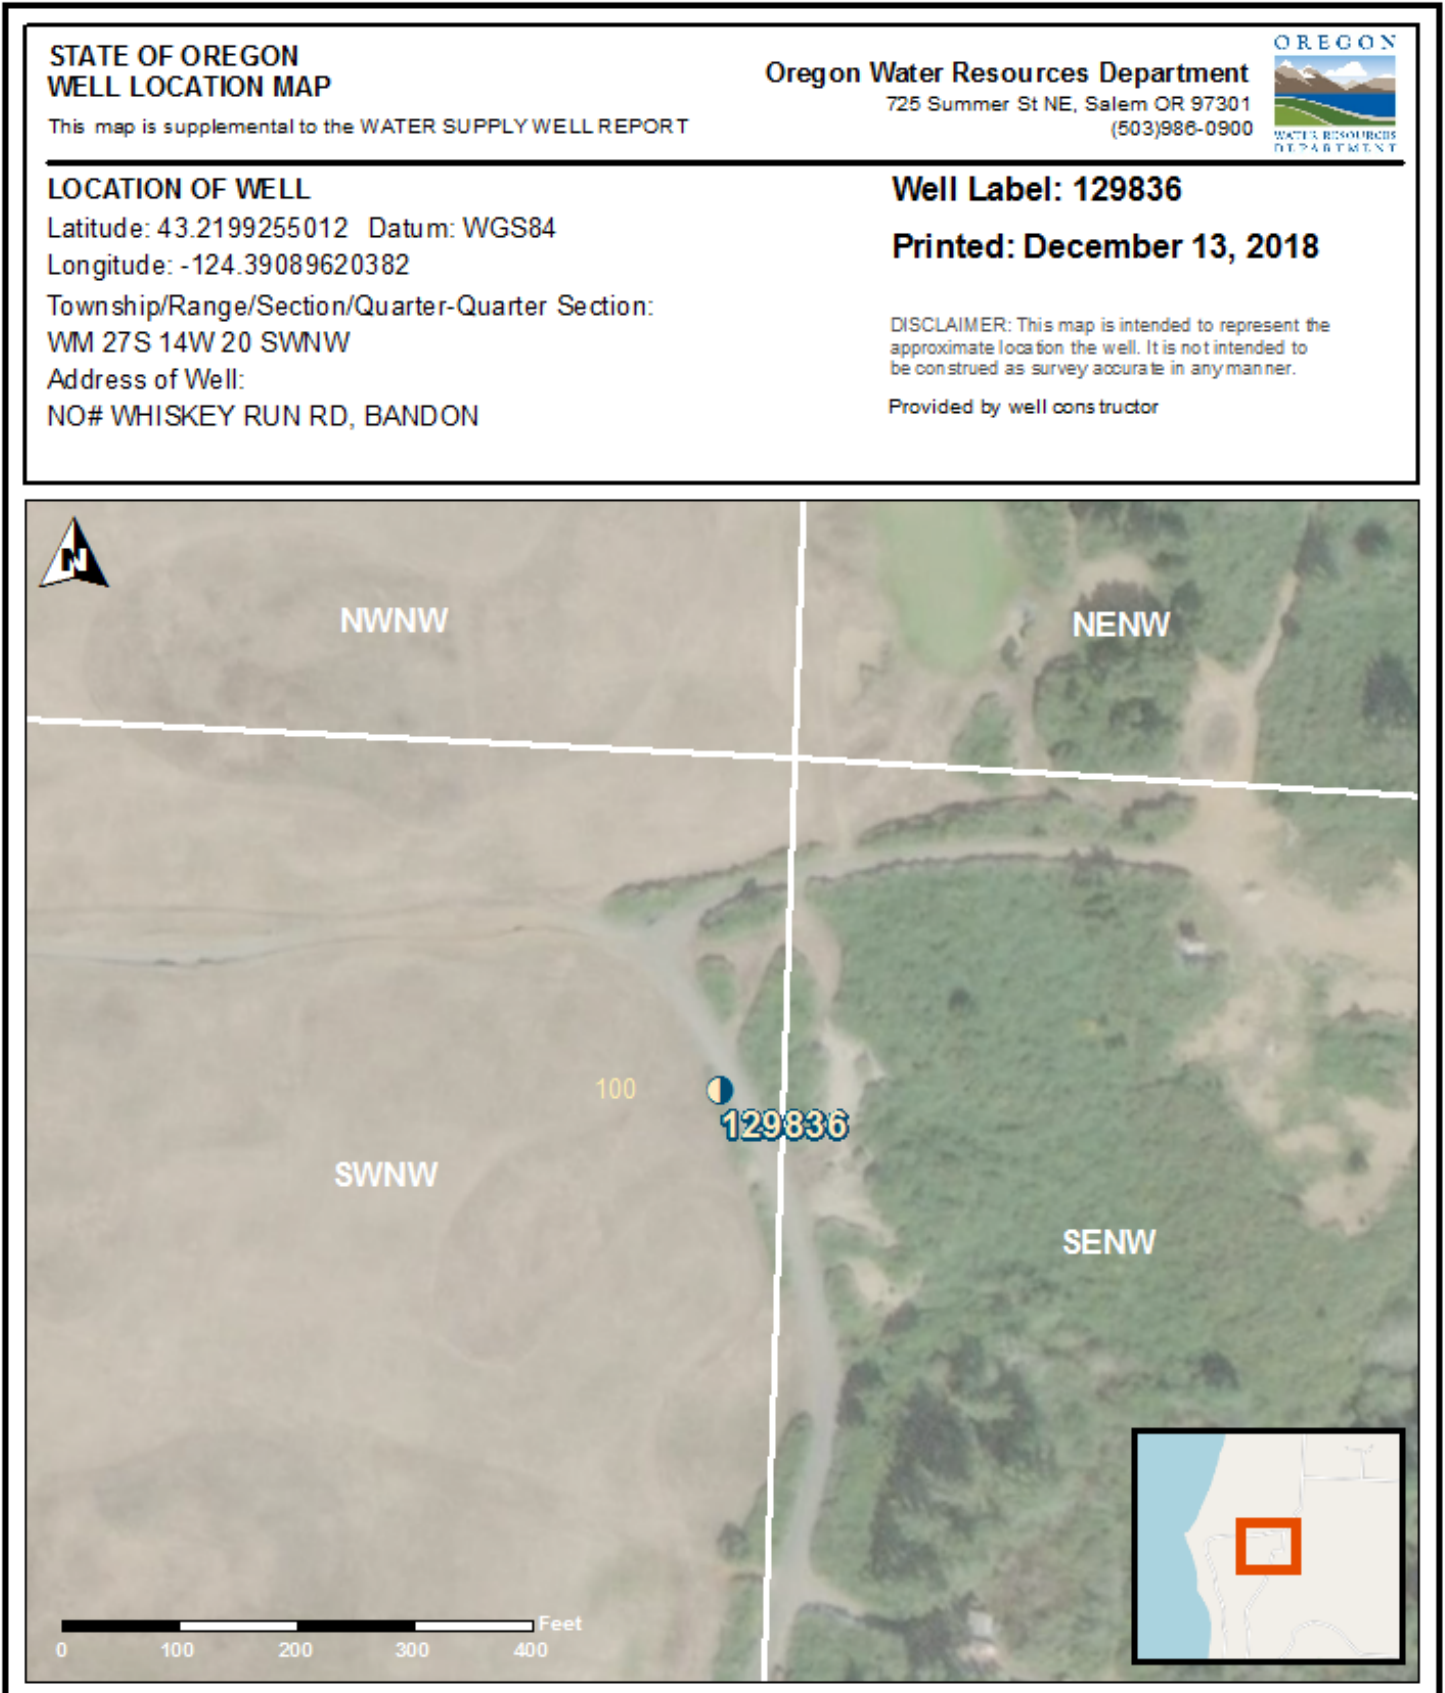 STATE OF OREGON
WELL LOCATION MAP
This map is supplemental to the WATER SUPPLY WELL REPORT
Oregon Water Resources Department
725 Summer St NE, Salem OR 97301
(503)986-0900
OREGON
WATER RESOURCES
DEPARTMENT
LOCATION OF WELL
Latitude: 43.2199255012 Datum: WGS84
Longitude: -124.39089620382
Township/Range/Section/Quarter-Quarter Section:
WM 27S 14W 20 SWNW
Address of Well:
NO# WHISKEY RUN RD, BANDON
Well Label: 129836
Printed: December 13, 2018
DISCLAIMER: This map is intended to represent the
approximate location the well. It is not intended to
be construed as survey accurate in any manner.
Provided by well constructor
N
NWNW
NENW
100
129836
SWNW
SENW
Feet
0 100 200 300 400